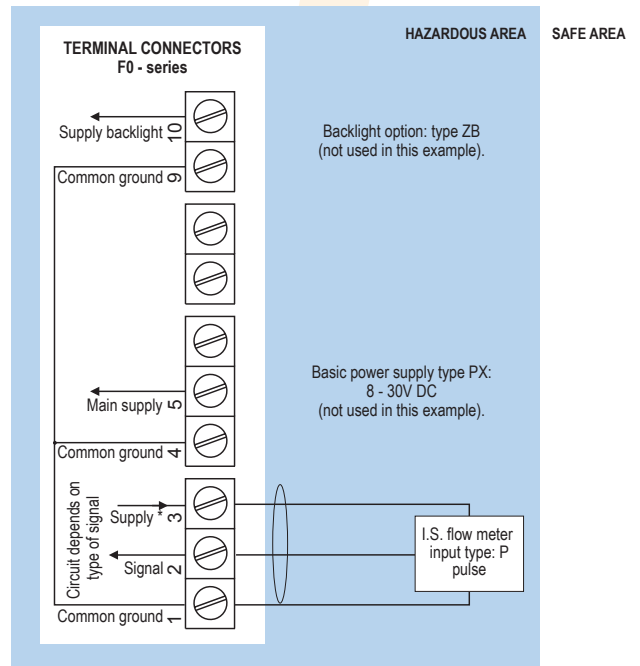 HAZARDOUS AREA
SAFE AREA
TERMINAL CONNECTORS
F0 - series
Supply backlight 10
Backlight option: type ZB
(not used in this example).
Common ground 9
Basic power supply type PX:
8 - 30V DC
(not used in this example).
Main supply 5
Common ground 4
Circuit depends on
type of signal
Supply * 3
Signal 2
Common ground 1
I.S. flow meter
input type: P
pulse